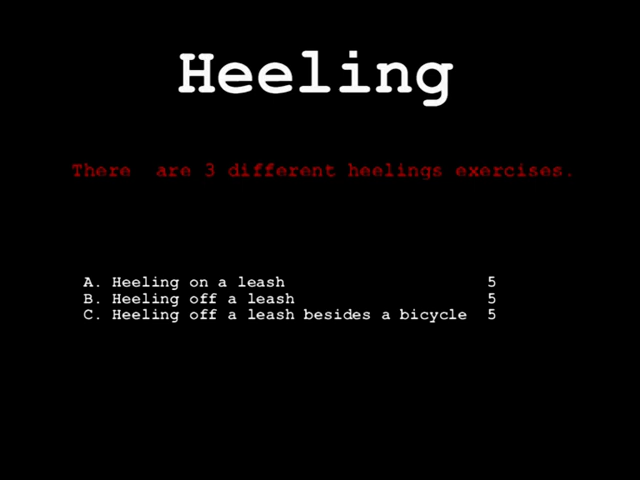 Heeling
There are 3 different heelings exercises.
A. Heeling on a leash 5
B. Heeling off a leash 5
C. Heeling off a leash besides a bicycle 5